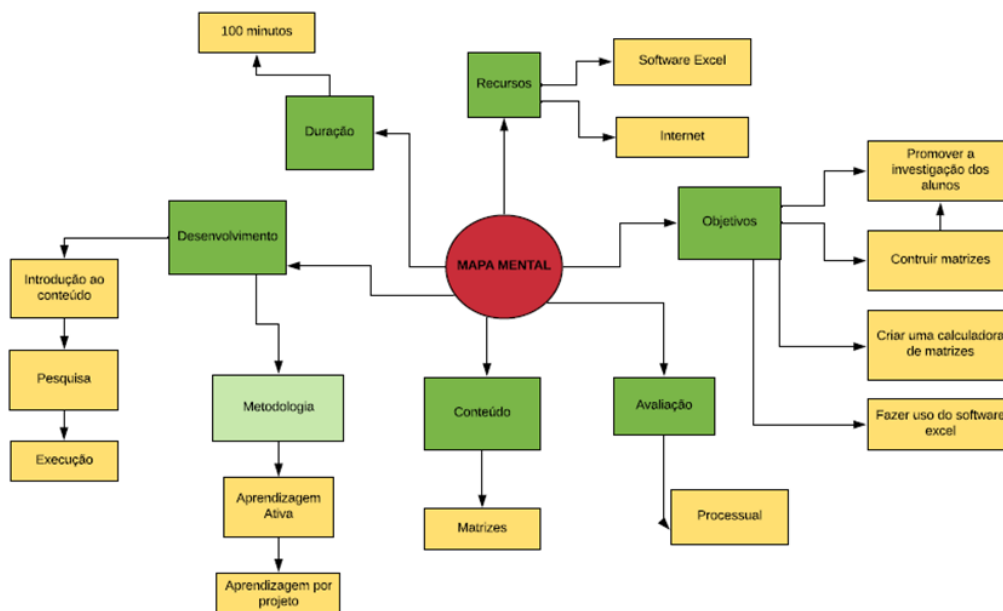 100 minutos
Recursos
Software Excel
Duração
Internet
Promover a
investigação dos
alunos
Desenvolvimento
Objetivos
MAPA MENTAL
Contruir matrizes
Introdução ao
conteúdo
Criar uma calculadora
de matrizes
Pesquisa
Metodologia
Conteúdo
Avaliação
Fazer uso do software
excel
Execução
Aprendizagem
Ativa
Matrizes
Processual
Aprendizagem por
projeto